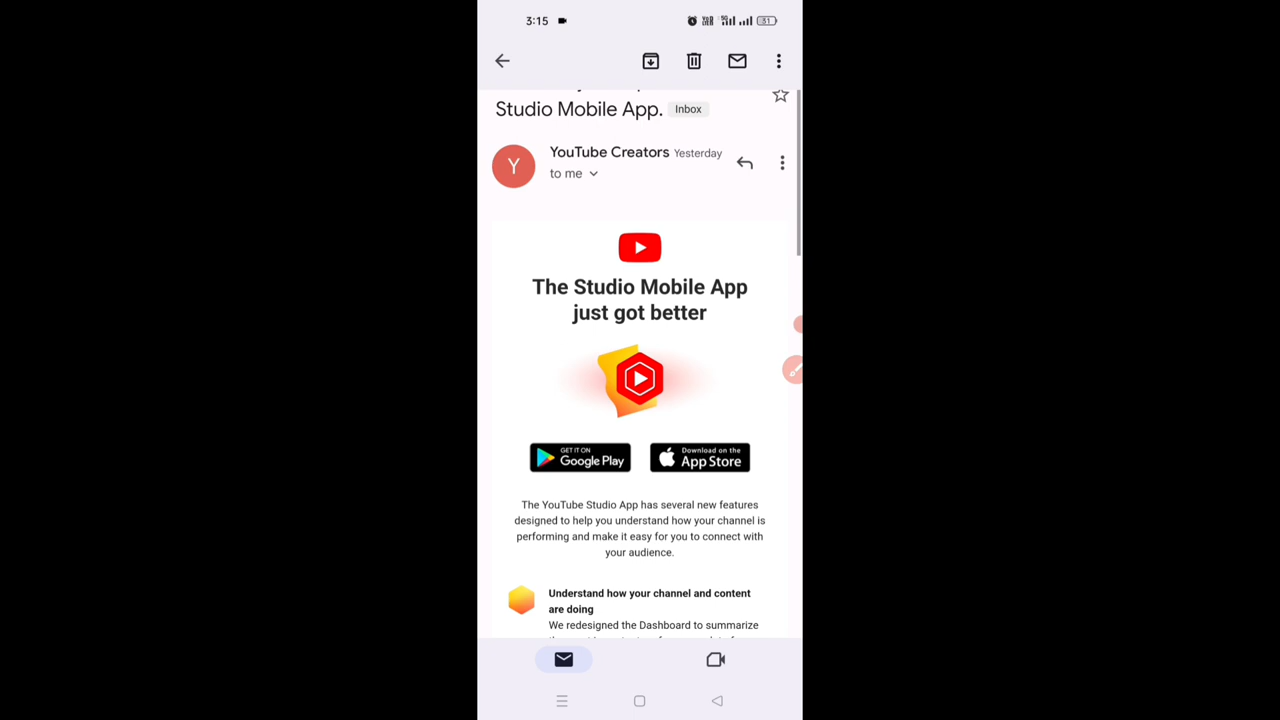 3:15
31
Studio Mobile App. Inbox
YouTube Creators Yesterday
Y
to me
The Studio Mobile App
just got better
GET IT ON
Google Play
Download on the
App Store
The YouTube Studio App has several new features
designed to help you understand how your channel is
performing and make it easy for you to connect with
your audience.
Understand how your channel and content
are doing
We redesigned the Dashboard to summarize